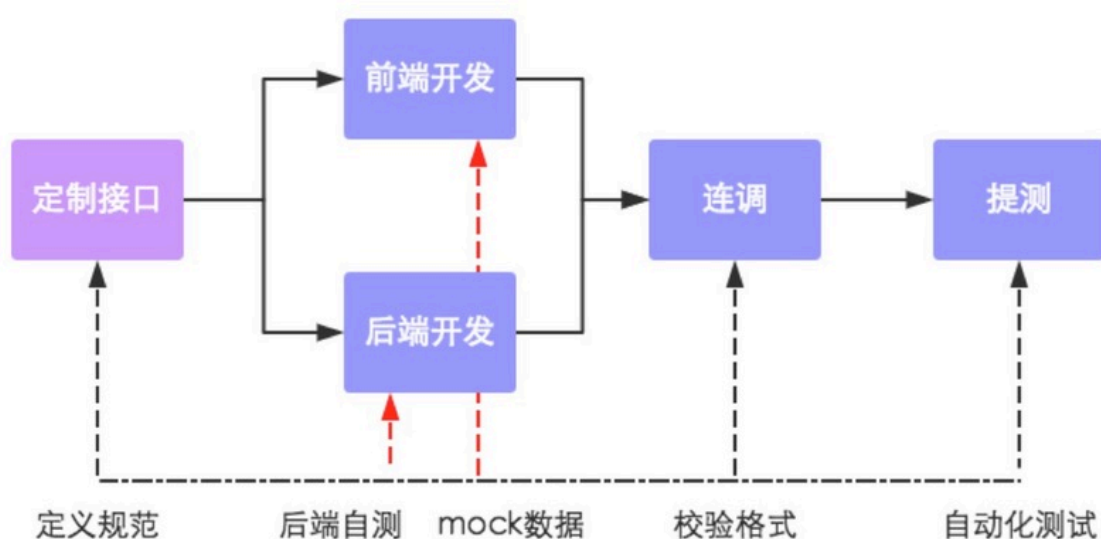 前端开发
定制接口
连调
提测
后端开发
定义规范
后端自测
mock数据
校验格式
自动化测试